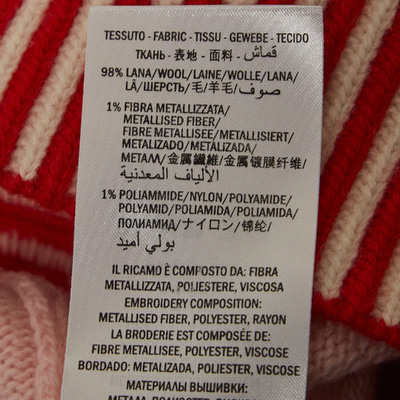 TESSUTO - FABRIC - TISSU - GEWEBE - TECIDO
ТКАНЬ - 表地 - 面料 - قماش
98% LANA/WOOL/LAINE/WOLLE/LANA/
LÃ/ШЕРСТЬ/毛/羊毛/صوف
1% FIBRA METALLIZZATA/
METALLISED FIBER/
FIBRE METALLISEE/METALLISIERT/
METALIZADO/METALIZADA/
МЕТАЛЛ/金属繊維/金属镀膜纤维/
الألياف المعدنية
1% POLIAMMIDE/NYLON/POLYAMIDE/
POLYAMID/POLIAMIDA/POLIAMIDA/
ПОЛИАМИД/ナイロン/锦纶/
بولي أميد
IL RICAMO È COMPOSTO DA: FIBRA
METALLIZZATA, POLIESTERE, VISCOSA
EMBROIDERY COMPOSITION:
METALLISED FIBER, POLYESTER, RAYON
LA BRODERIE EST COMPOSÉE DE:
FIBRE METALLISEE, POLYESTER, VISCOSE
BORDADO: METALIZADA, POLIESTER, VISCOSE
МАТЕРИАЛЫ ВЫШИВКИ: